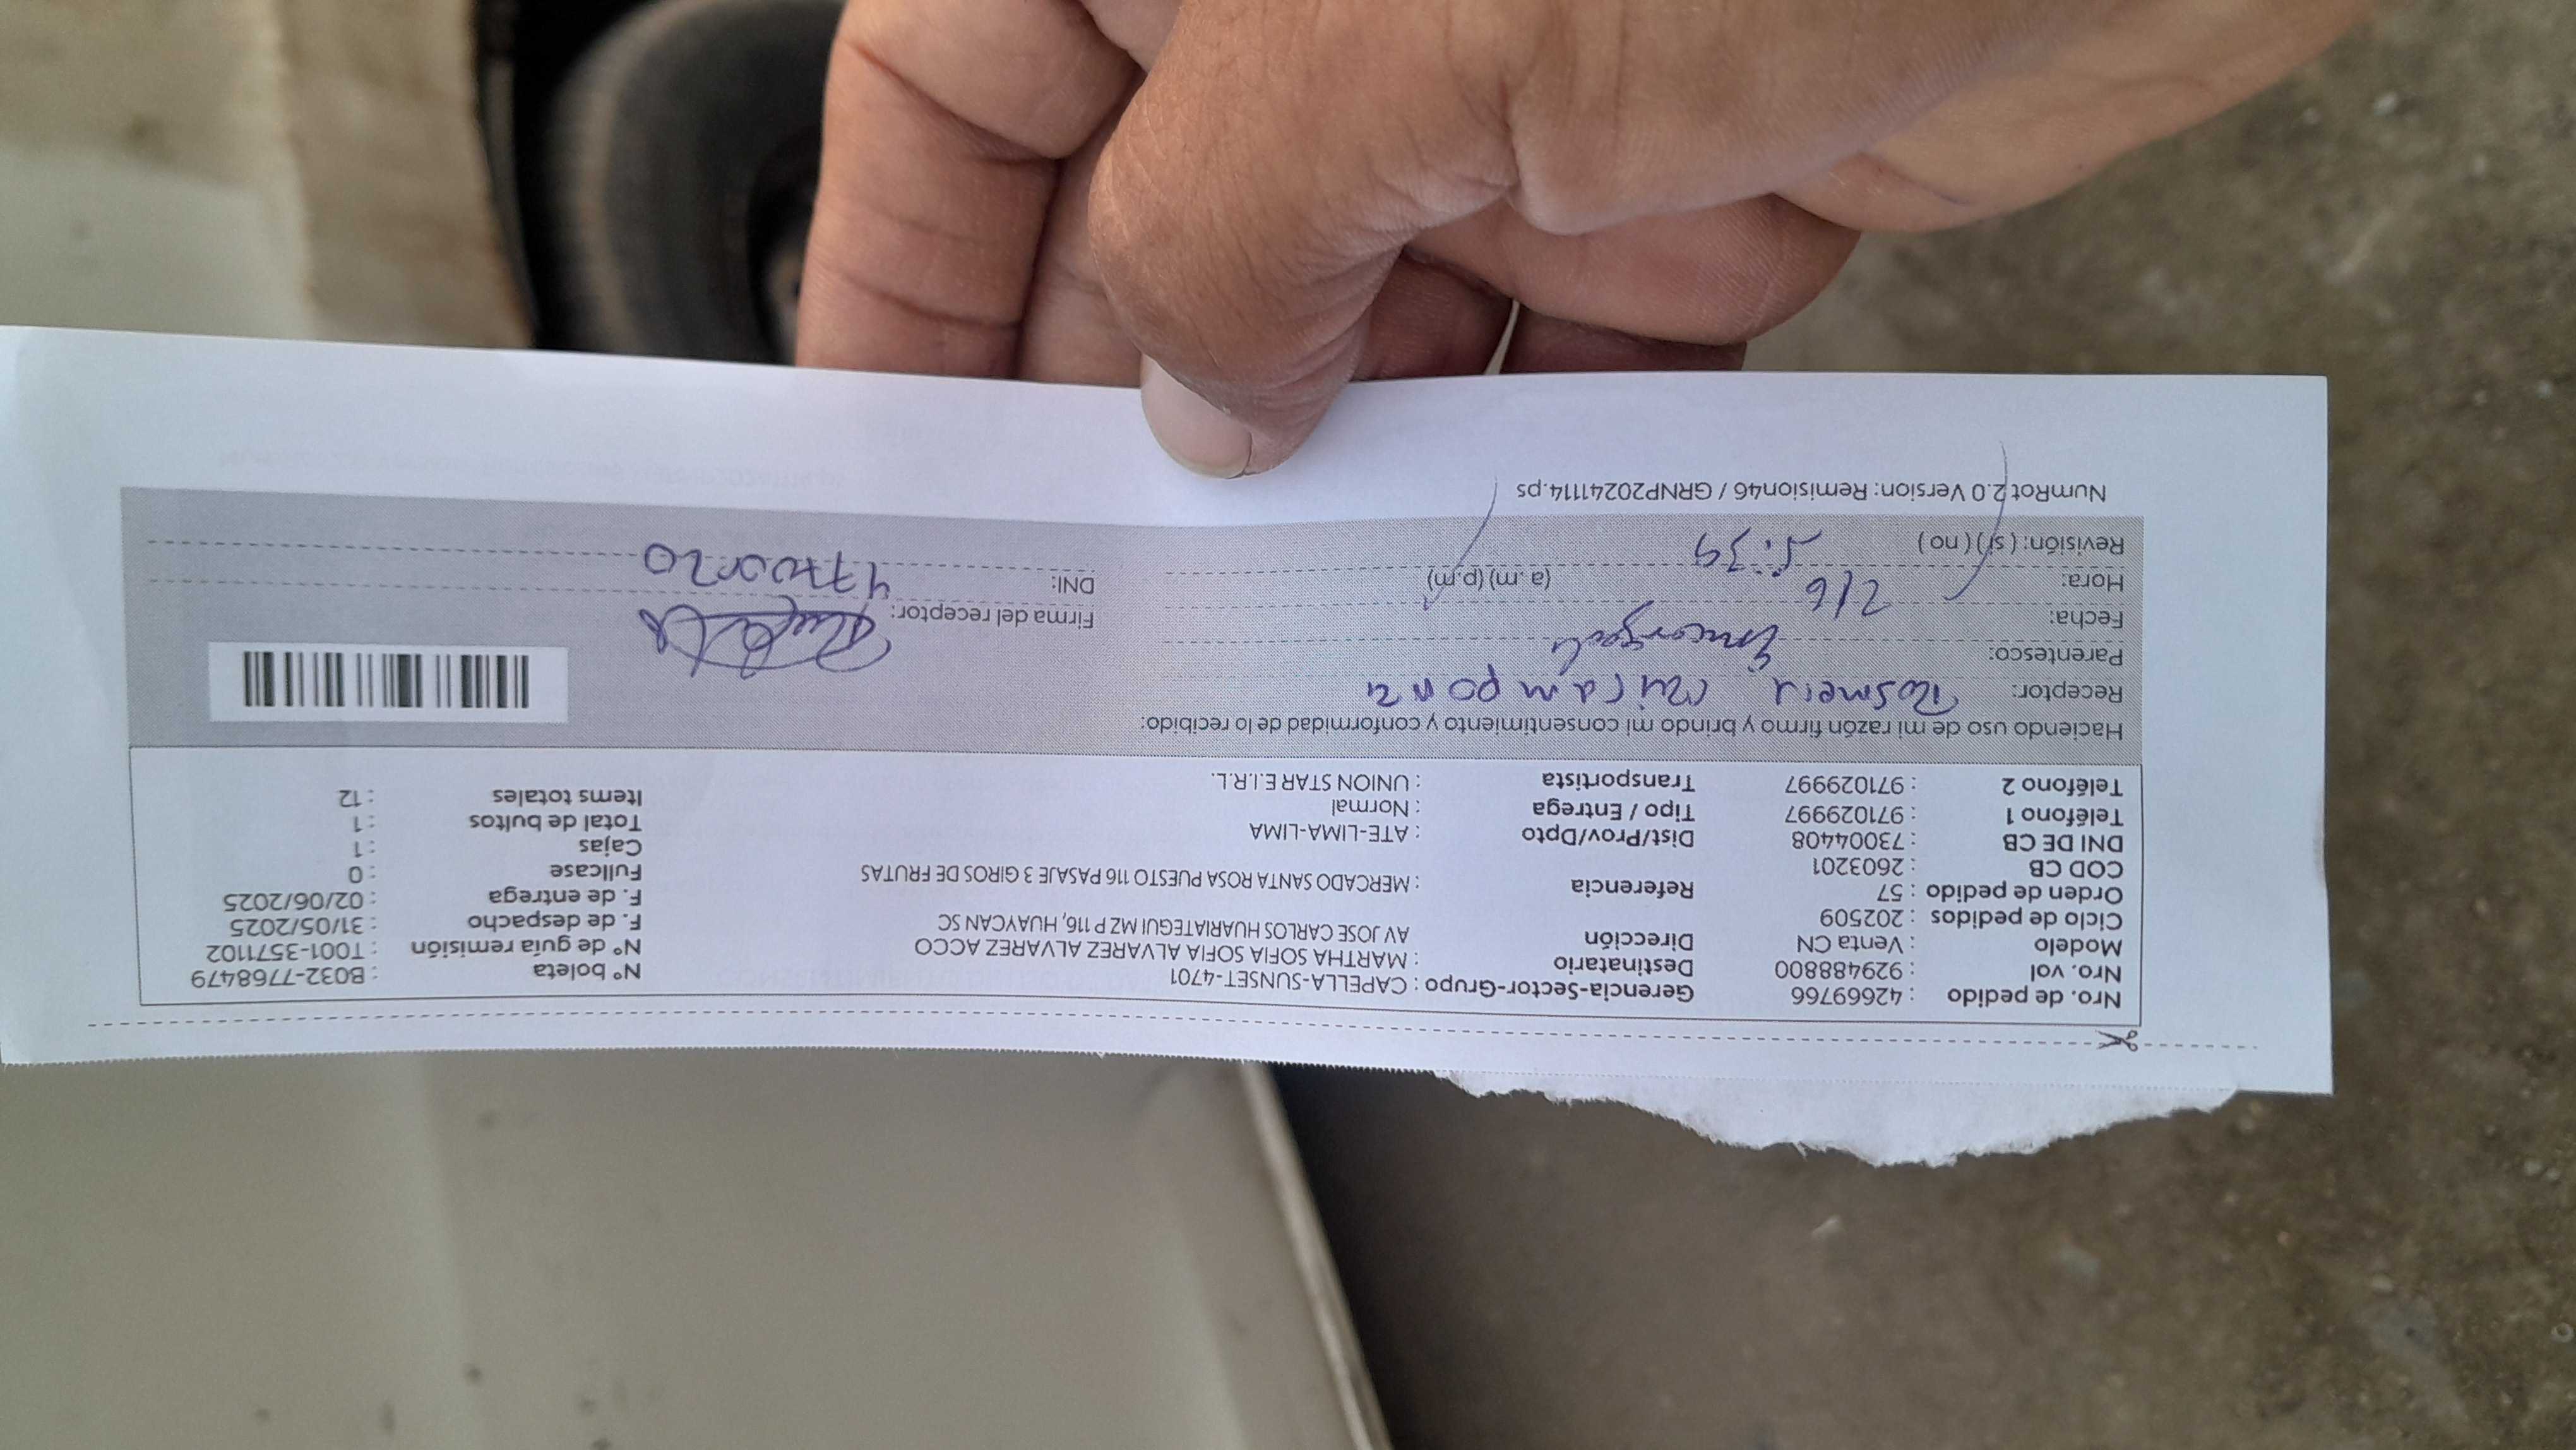 Nro. de pedido : 42669766 Gerencia-Sector-Grupo : CAPELLA-SUNSET-4701 N° boleta : B032-7768479
Nro. vol : 929488800 Destinatario : MARTHA SOFIA SOFIA ALVAREZ ALVAREZ ACCO N° de guía remisión : T001-3571102
Modelo : Venta CN Dirección AV JOSE CARLOS HUARIATEGUI MZ P 116, HUAYCAN SC F. de despacho : 31/05/2025
Ciclo de pedidos : 202509 F. de entrega : 02/06/2025
Orden de pedido : 57 Referencia : MERCADO SANTA ROSA PUESTO 116 PASAJE 3 GIROS DE FRUTAS Fullcase : 0
COD CB : 2603201 Cajas : 1
DNI DE CB : 73004408 Dist/Prov/Dpto : ATE-LIMA-LIMA Total de bultos : 1
Teléfono 1 : 971029997 Tipo / Entrega : Normal Items totales : 12
Teléfono 2 : 971029997 Transportista : UNION STAR E.I.R.L.
Haciendo uso de mi razón firmo y brindo mi consentimiento y conformidad de lo recibido:
Receptor:
Parentesco:
Fecha: 2/6 Firma del receptor:
Hora: 5:39 (a.m) (p.m) DNI:
Revisión: (si) (no)
NumRot 2.0 Version: Remision46 / GRNP20241114.ps